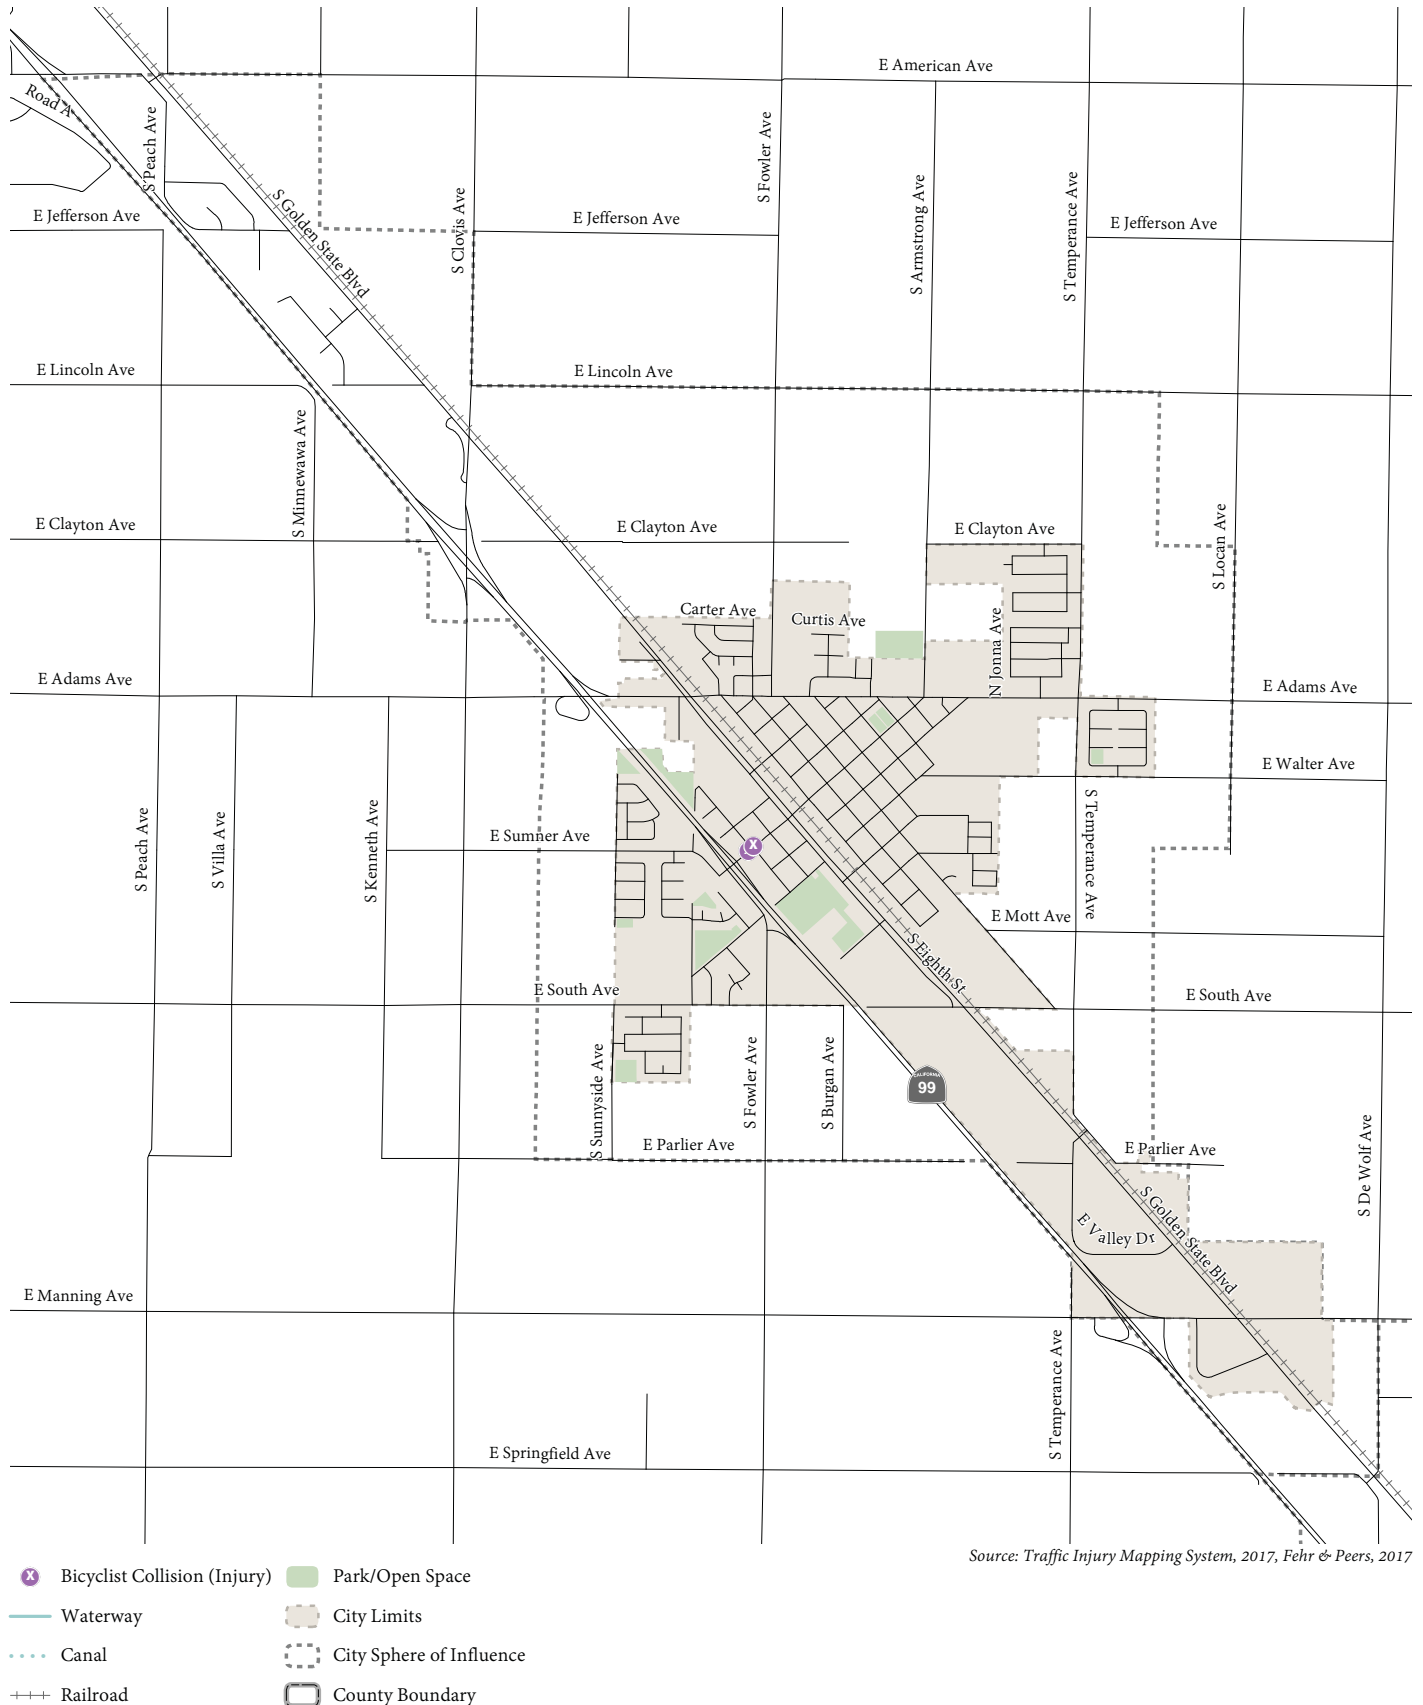 E American Ave
Road A
S Peach Ave
S Fowler Ave
S Armstrong Ave
S Temperance Ave
S Clovis Ave
S Golden State Blvd
E Jefferson Ave
E Jefferson Ave
E Jefferson Ave
E Lincoln Ave
E Lincoln Ave
S Minnewawa Ave
E Clayton Ave
E Clayton Ave
E Clayton Ave
S Locan Ave
Carter Ave
Curtis Ave
N Jonna Ave
E Adams Ave
E Adams Ave
E Walter Ave
S Peach Ave
S Villa Ave
S Kenneth Ave
E Sumner Ave
X
S Temperance Ave
E Mott Ave
S Eighth St
E South Ave
E South Ave
S Sunnyside Ave
S Fowler Ave
S Burgan Ave
CALIFORNIA
99
E Parlier Ave
E Parlier Ave
S De Wolf Ave
E Valley Dr
S Golden State Blvd
E Manning Ave
S Temperance Ave
E Springfield Ave
Source: Traffic Injury Mapping System, 2017, Fehr & Peers, 2017
X Bicyclist Collision (Injury)
Park/Open Space
Waterway
City Limits
Canal
City Sphere of Influence
Railroad
County Boundary